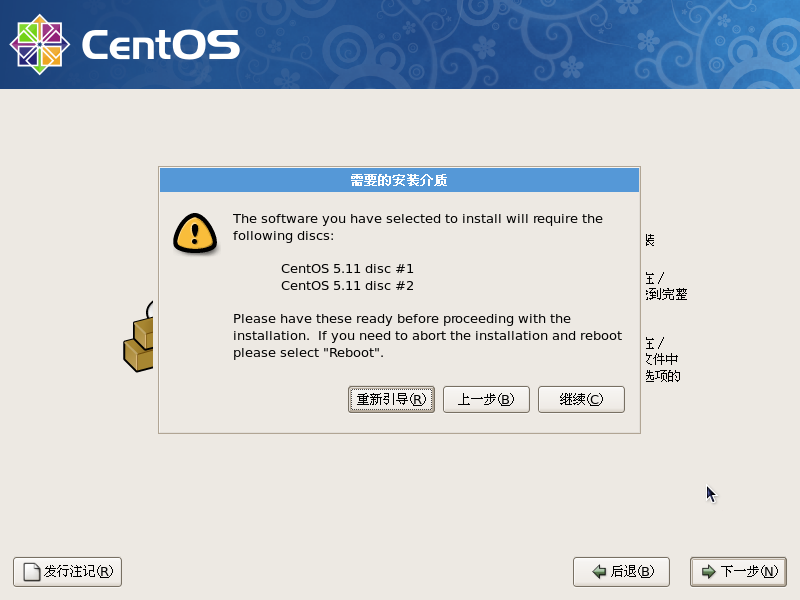 CentOS
需要的安装介质
The software you have selected to install will require the
following discs:
CentOS 5.11 disc #1
CentOS 5.11 disc #2
Please have these ready before proceeding with the
installation.  If you need to abort the installation and reboot
please select "Reboot".
重新引导(R)
上一步(B)
继续(C)
装
在 /
到完整
在 /
文件中
选项的
发行注记(R)
后退(B)
下一步(N)